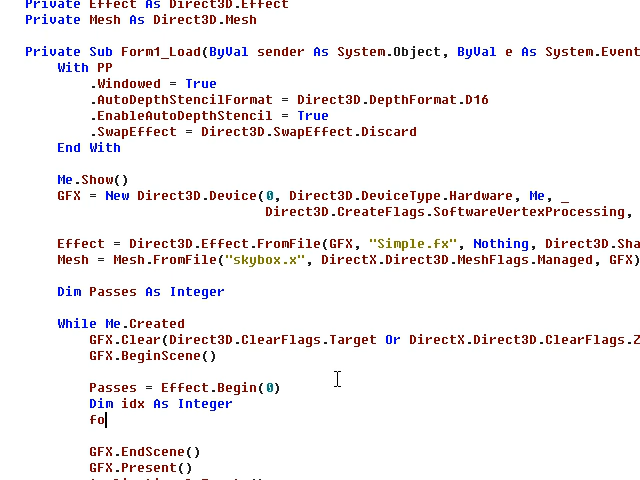 Private Effect As Direct3D.Effect
Private Mesh As Direct3D.Mesh
Private Sub Form1_Load(ByVal sender As System.Object, ByVal e As System.Event
With PP
.Windowed = True
.AutoDepthStencilFormat = Direct3D.DepthFormat.D16
.EnableAutoDepthStencil = True
.SwapEffect = Direct3D.SwapEffect.Discard
End With
Me.Show()
GFX = New Direct3D.Device(0, Direct3D.DeviceType.Hardware, Me, _
Direct3D.CreateFlags.SoftwareVertexProcessing,
Effect = Direct3D.Effect.FromFile(GFX, "Simple.fx", Nothing, Direct3D.Sha
Mesh = Mesh.FromFile("skybox.x", DirectX.Direct3D.MeshFlags.Managed, GFX)
Dim Passes As Integer
While Me.Created
GFX.Clear(Direct3D.ClearFlags.Target Or DirectX.Direct3D.ClearFlags.Z
GFX.BeginScene()
Passes = Effect.Begin(0)
Dim idx As Integer
fo
GFX.EndScene()
GFX.Present()